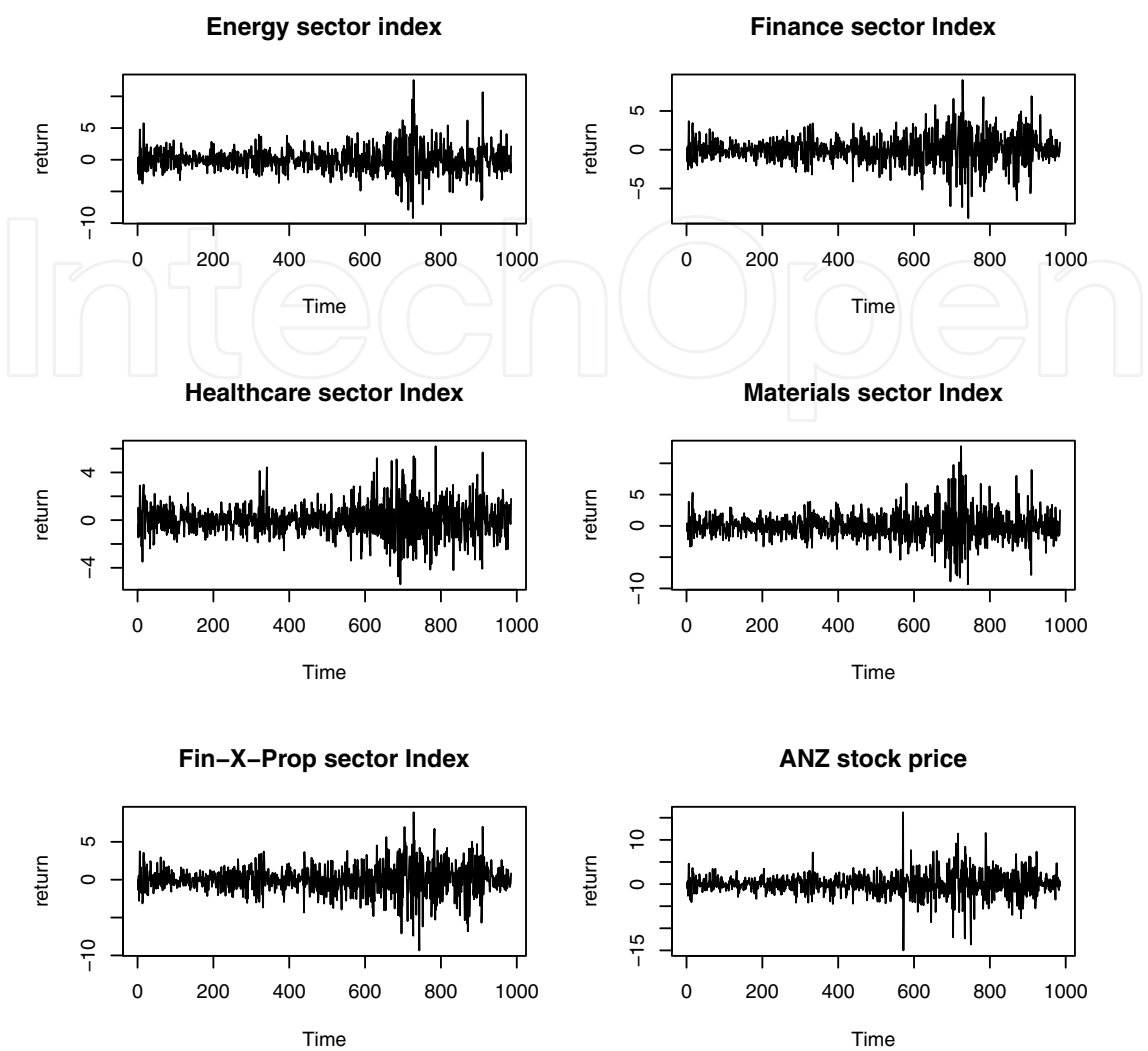 Energy sector index
return
5
0
−10
0 200 400 600 800 1000
Time
Finance sector Index
return
5
0
−5
0 200 400 600 800 1000
Time
IntechOpen
Healthcare sector Index
return
4
0
−4
0 200 400 600 800 1000
Time
Materials sector Index
return
5
0
−10
0 200 400 600 800 1000
Time
Fin−X−Prop sector Index
return
5
0
−10
0 200 400 600 800 1000
Time
ANZ stock price
return
10
0
−15
0 200 400 600 800 1000
Time